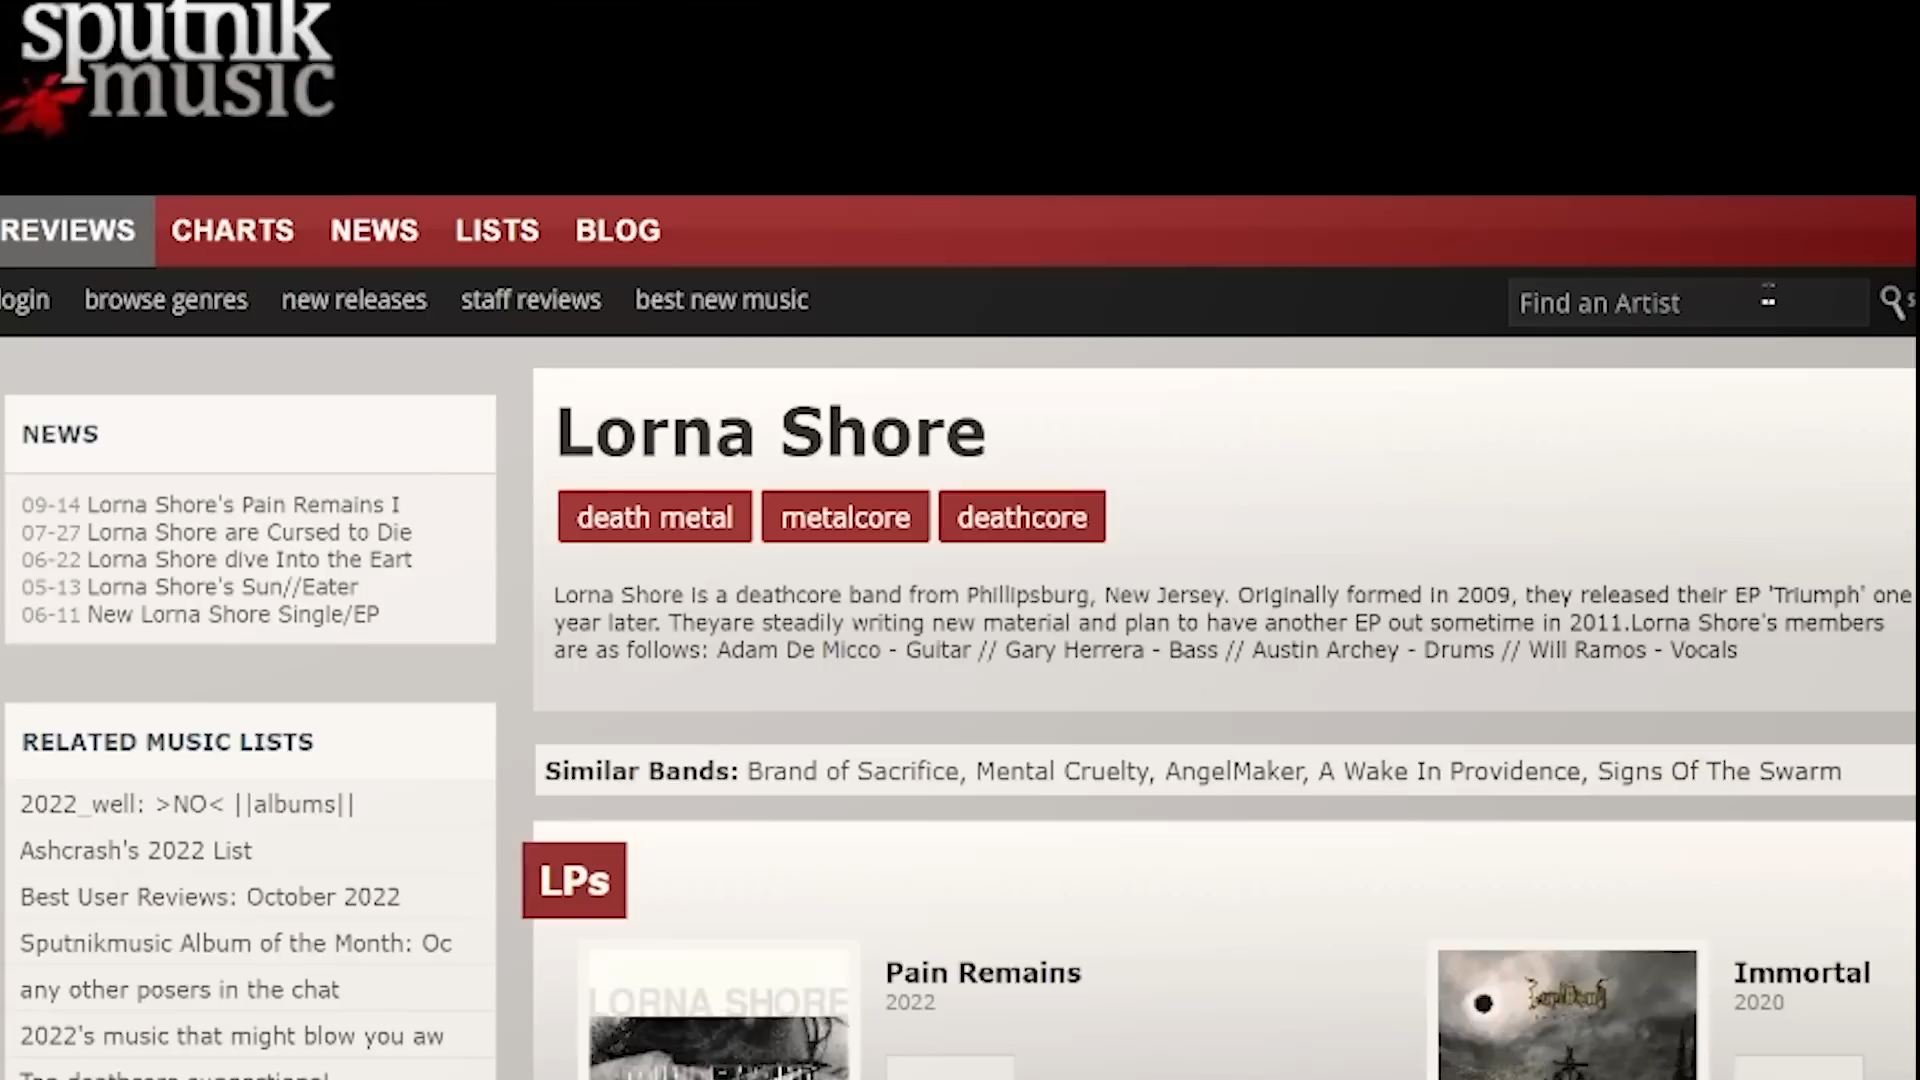 sputnik
music
REVIEWS CHARTS NEWS LISTS BLOG
login browse genres new releases staff reviews best new music Find an Artist
NEWS
09-14 Lorna Shore's Pain Remains I
07-27 Lorna Shore are Cursed to Die
06-22 Lorna Shore dive Into the Eart
05-13 Lorna Shore's Sun//Eater
06-11 New Lorna Shore Single/EP
RELATED MUSIC LISTS
2022_well: >NO< ||albums||
Ashcrash's 2022 List
Best User Reviews: October 2022
Sputnikmusic Album of the Month: Oc
any other posers in the chat
2022's music that might blow you aw
Lorna Shore
death metal metalcore deathcore
Lorna Shore is a deathcore band from Phillipsburg, New Jersey. Originally formed in 2009, they released their EP 'Triumph' one
year later. Theyare steadily writing new material and plan to have another EP out sometime in 2011.Lorna Shore's members
are as follows: Adam De Micco - Guitar // Gary Herrera - Bass // Austin Archey - Drums // Will Ramos - Vocals
Similar Bands: Brand of Sacrifice, Mental Cruelty, AngelMaker, A Wake In Providence, Signs Of The Swarm
LPs
LORNA SHORE
Pain Remains
2022
Immortal
2020